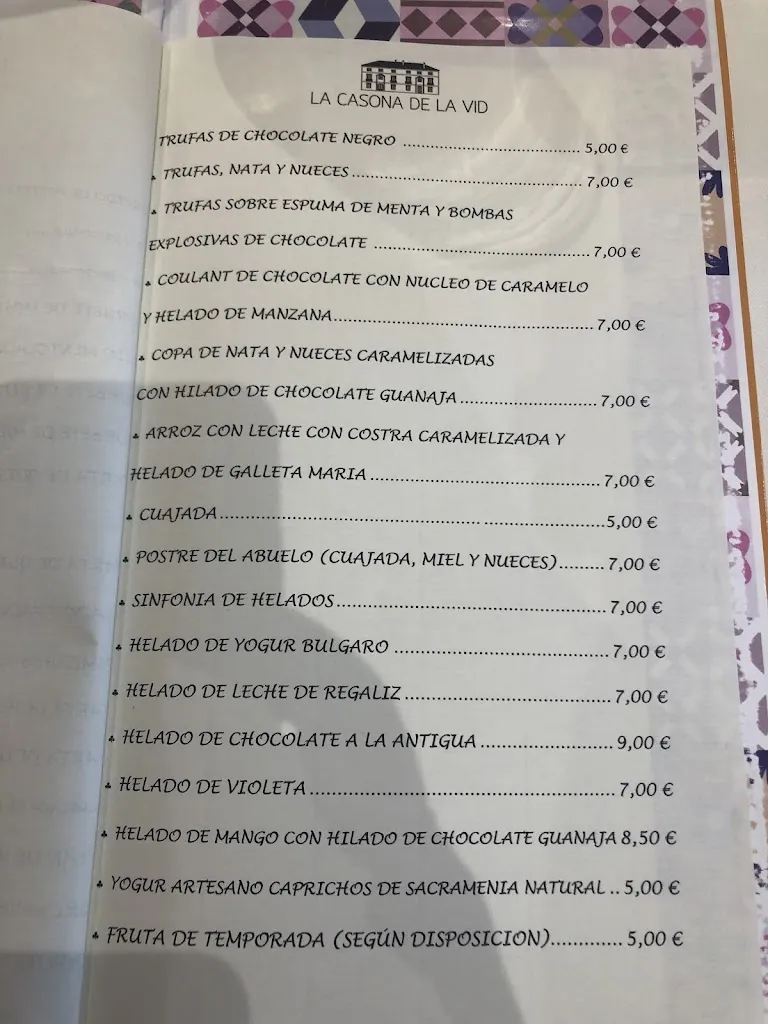 LA CASONA DE LA VID
TRUFAS DE CHOCOLATE NEGRO ........................................ 5,00 €
TRUFAS, NATA Y NUECES ........................................ 7,00 €
TRUFAS SOBRE ESPUMA DE MENTA Y BOMBAS
EXPLOSIVAS DE CHOCOLATE ........................................ 7,00 €
COULANT DE CHOCOLATE CON NUCLEO DE CARAMELO
Y HELADO DE MANZANA........................................ 7,00 €
COPA DE NATA Y NUECES CARAMELIZADAS
CON HILADO DE CHOCOLATE GUANAJA ........................... 7,00 €
ARROZ CON LECHE CON COSTRA CARAMELIZADA Y
HELADO DE GALLETA MARIA ........................................ 7,00 €
CUAJADA............................................................5,00 €
POSTRE DEL ABUELO (CUAJADA, MIEL Y NUECES)......... 7,00 €
SINFONIA DE HELADOS........................................ 7,00 €
HELADO DE YOGUR BULGARO ........................................ 7,00 €
HELADO DE LECHE DE REGALIZ ........................................ 7,00 €
HELADO DE CHOCOLATE A LA ANTIGUA ......................... 9,00 €
HELADO DE VIOLETA ........................................ 7,00 €
HELADO DE MANGO CON HILADO DE CHOCOLATE GUANAJA 8,50 €
YOGUR ARTESANO CAPRICHOS DE SACRAMENIA NATURAL .. 5,00 €
FRUTA DE TEMPORADA (SEGÚN DISPOSICION)............. 5,00 €